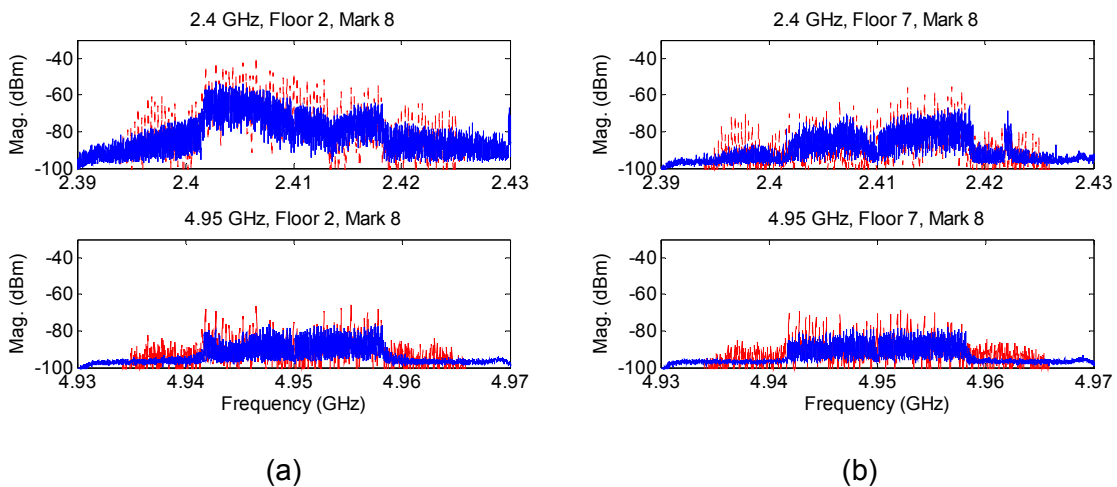 2.4 GHz, Floor 2, Mark 8
Mag. (dBm)
-40
-60
-80
-100
2.39 2.4 2.41 2.42 2.43
4.95 GHz, Floor 2, Mark 8
Mag. (dBm)
-40
-60
-80
-100
4.93 4.94 4.95 4.96 4.97
Frequency (GHz)
(a)
2.4 GHz, Floor 7, Mark 8
Mag. (dBm)
-40
-60
-80
-100
2.39 2.4 2.41 2.42 2.43
4.95 GHz, Floor 7, Mark 8
Mag. (dBm)
-40
-60
-80
-100
4.93 4.94 4.95 4.96 4.97
Frequency (GHz)
(b)